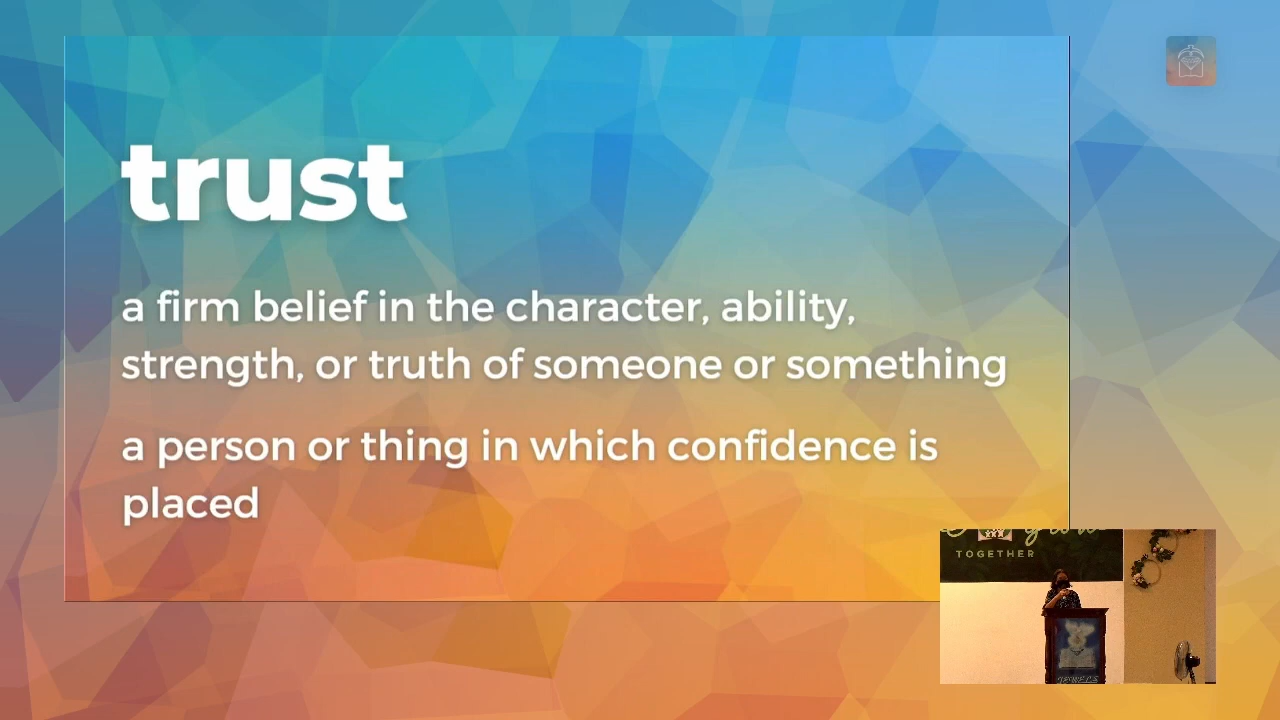 trust
a firm belief in the character, ability,
strength, or truth of someone or something
a person or thing in which confidence is
placed
TOGETHER
JEWELS